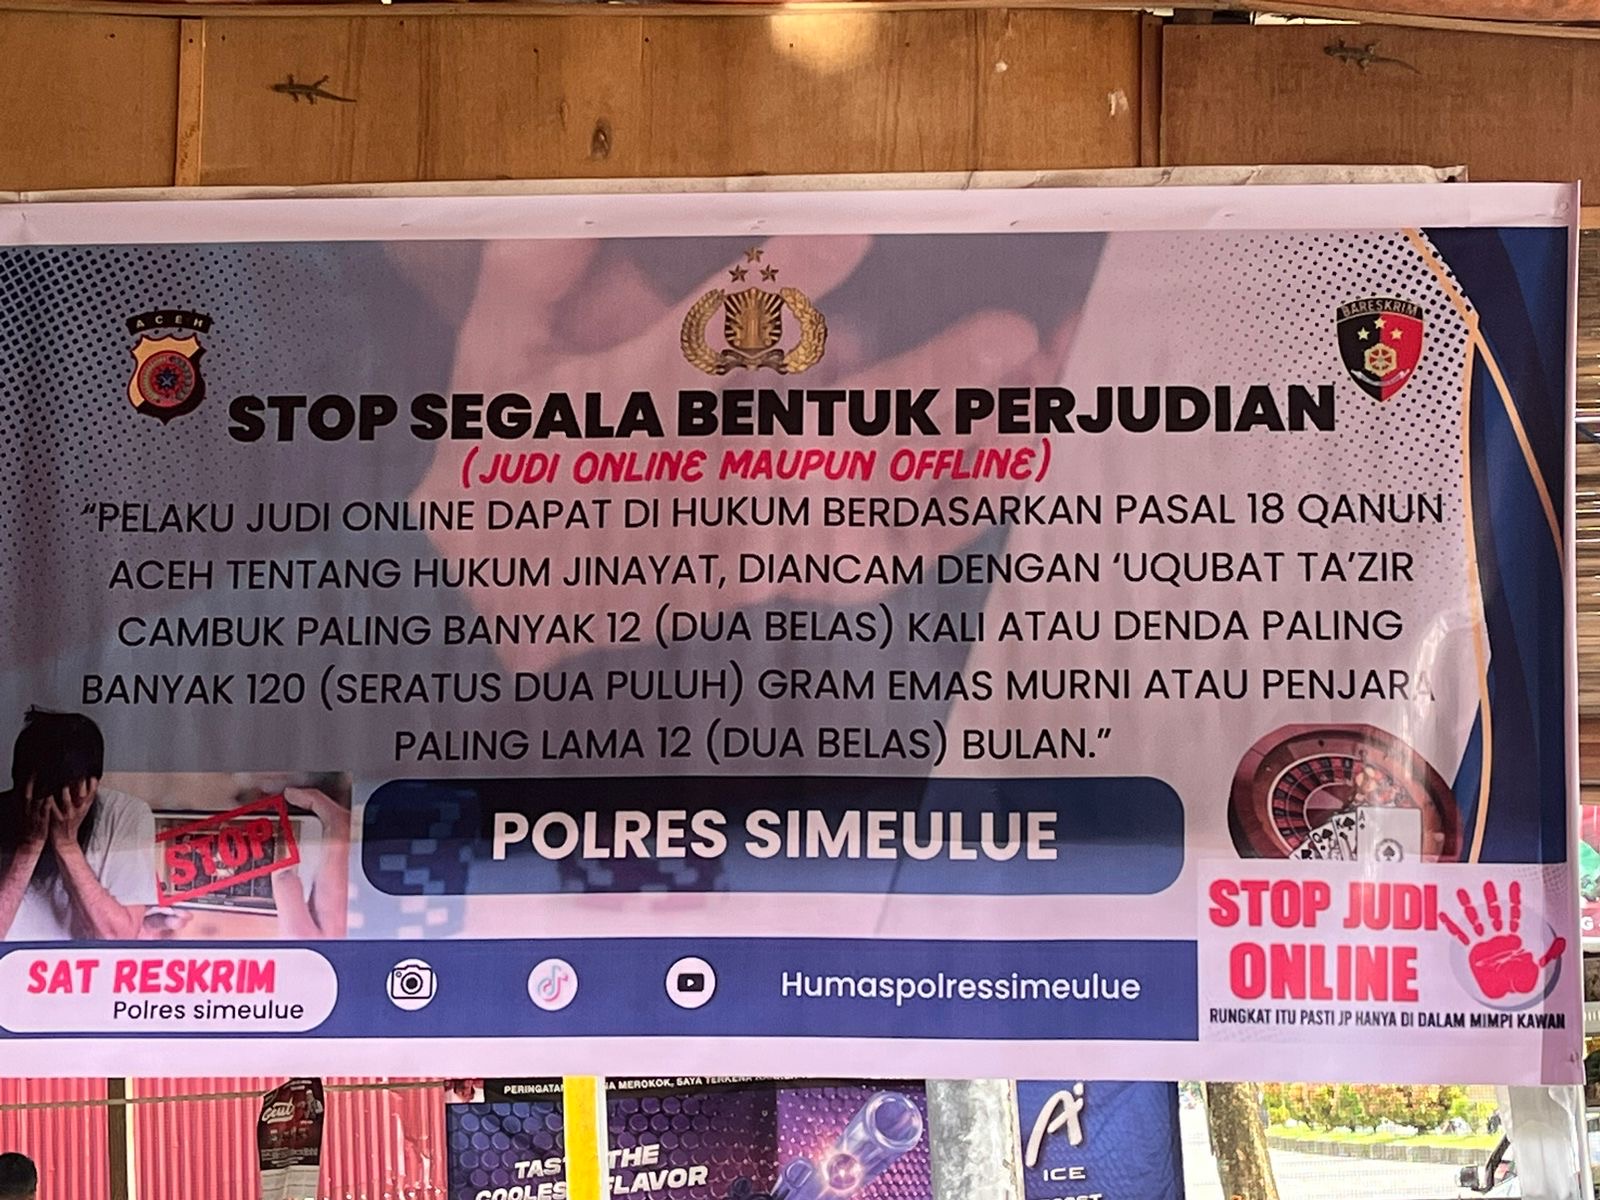 ACEH
BARESKRIM
STOP SEGALA BENTUK PERJUDIAN
(JUDI ONLINE MAUPUN OFFLINE)
"PELAKU JUDI ONLINE DAPAT DI HUKUM BERDASARKAN PASAL 18 QANUN
ACEH TENTANG HUKUM JINAYAT, DIANCAM DENGAN 'UQUBAT TA'ZIR
CAMBUK PALING BANYAK 12 (DUA BELAS) KALI ATAU DENDA PALING
BANYAK 120 (SERATUS DUA PULUH) GRAM EMAS MURNI ATAU PENJARA
PALING LAMA 12 (DUA BELAS) BULAN."
STOP
POLRES SIMEULUE
STOP JUDI
ONLINE
RUNGKAT ITU PASTI JP HANYA DI DALAM MIMPI KAWAN
SAT RESKRIM
Polres simeulue
Humaspolressimeulue
PERINGATAN MEROKOK, SAYA TERKENA
THE
FLAVOR
ICE